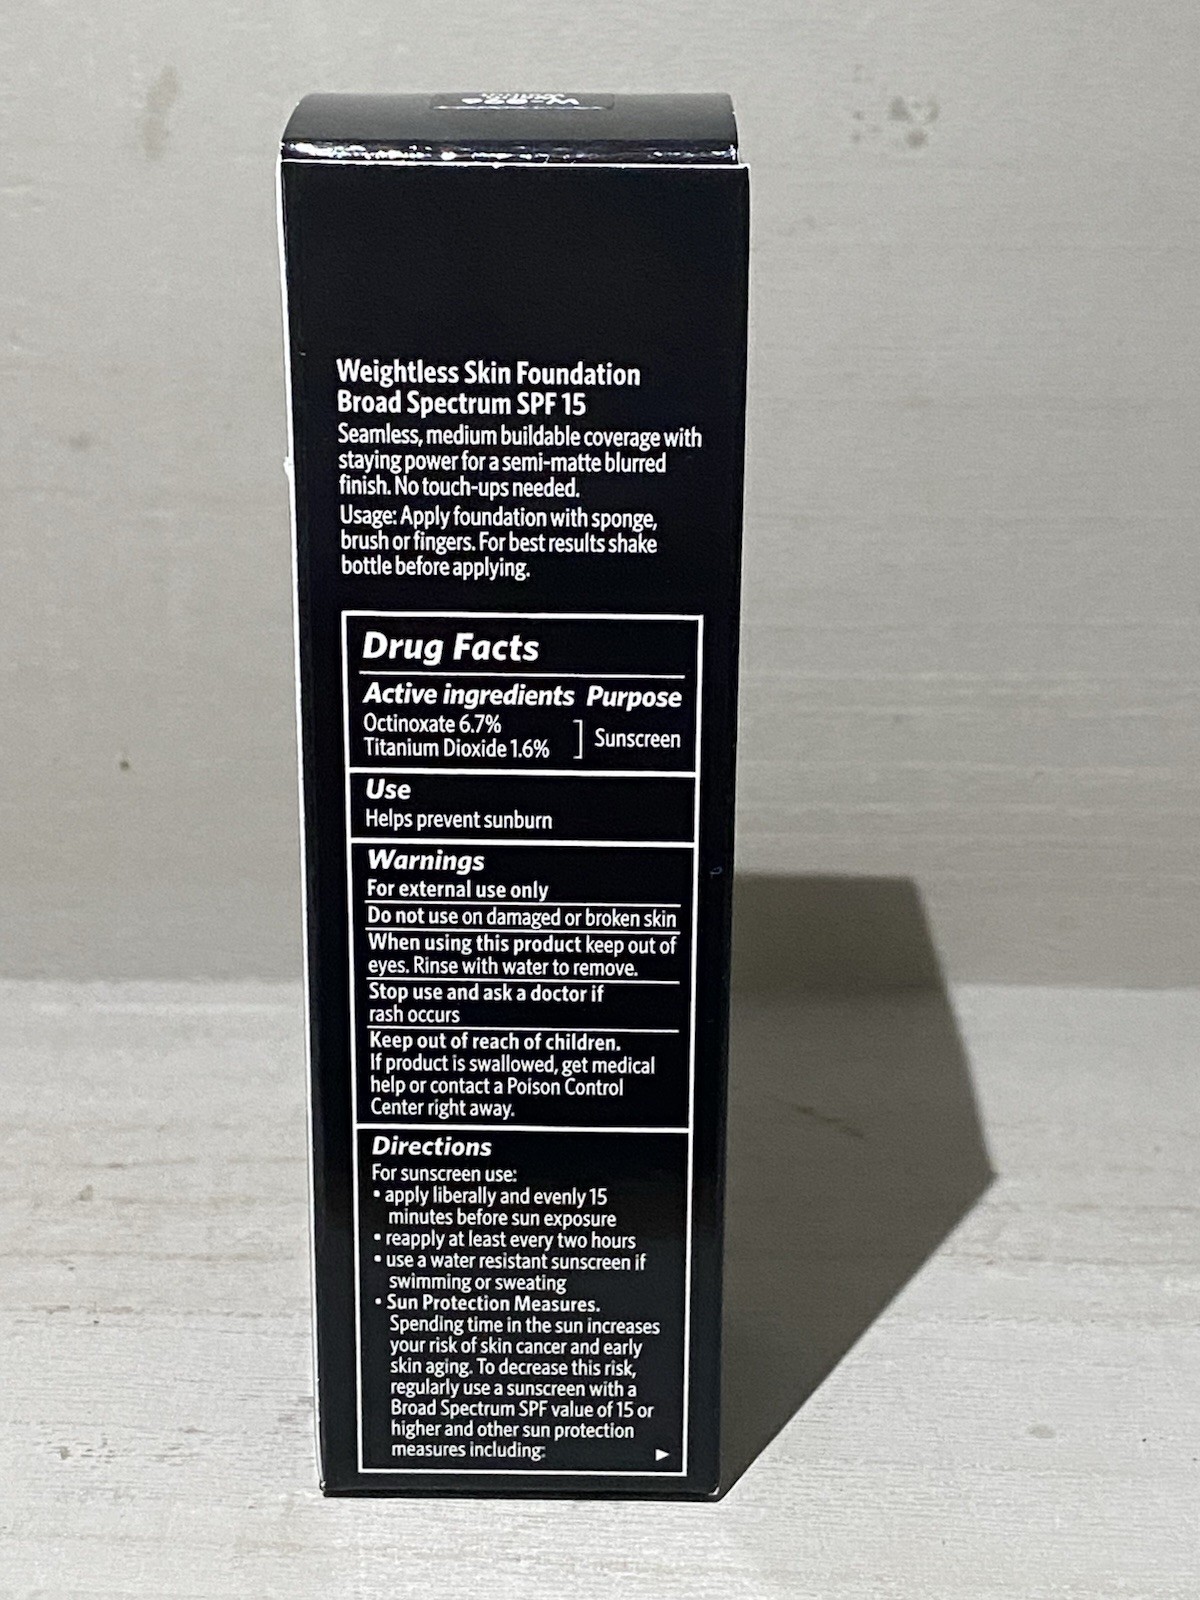 Weightless Skin Foundation
Broad Spectrum SPF 15
Seamless, medium buildable coverage with
staying power for a semi-matte blurred
finish. No touch-ups needed.
Usage: Apply foundation with sponge,
brush or fingers. For best results shake
bottle before applying.
Drug Facts
Active ingredients Purpose
Octinoxate 6.7%
Titanium Dioxide 1.6%
] Sunscreen
Use
Helps prevent sunburn
Warnings
For external use only
Do not use on damaged or broken skin
When using this product keep out of
eyes. Rinse with water to remove.
Stop use and ask a doctor if
rash occurs
Keep out of reach of children.
If product is swallowed, get medical
help or contact a Poison Control
Center right away.
Directions
For sunscreen use:
• apply liberally and evenly 15
minutes before sun exposure
• reapply at least every two hours
• use a water resistant sunscreen if
swimming or sweating
• Sun Protection Measures.
Spending time in the sun increases
your risk of skin cancer and early
skin aging. To decrease this risk,
regularly use a sunscreen with a
Broad Spectrum SPF value of 15 or
higher and other sun protection
measures including: